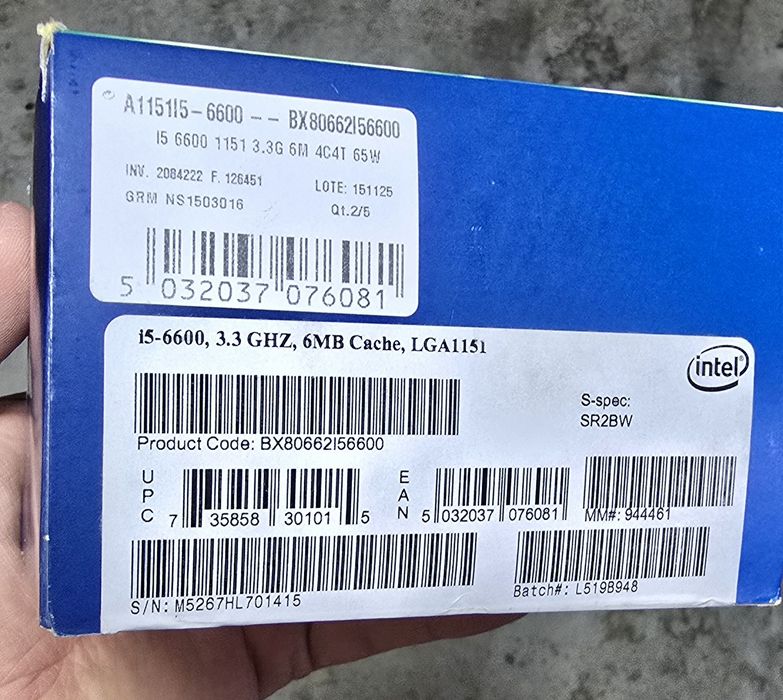 A1151I5-6600 -- BX80662I56600
I5 6600 1151 3.3G 6M 4C4T 65W
INV. 2084222 F. 126451
LOTE: 151125
GRM NS1503016
Qt.2/5
5 032037 076081
i5-6600, 3.3 GHZ, 6MB Cache, LGA1151
intel®
S-spec:
SR2BW
Product Code: BX80662I56600
UPC
7 35858 30101 5
EAN
5 032037 076081
MM#: 944461
S/N: M5267HL701415
Batch#: L519B948